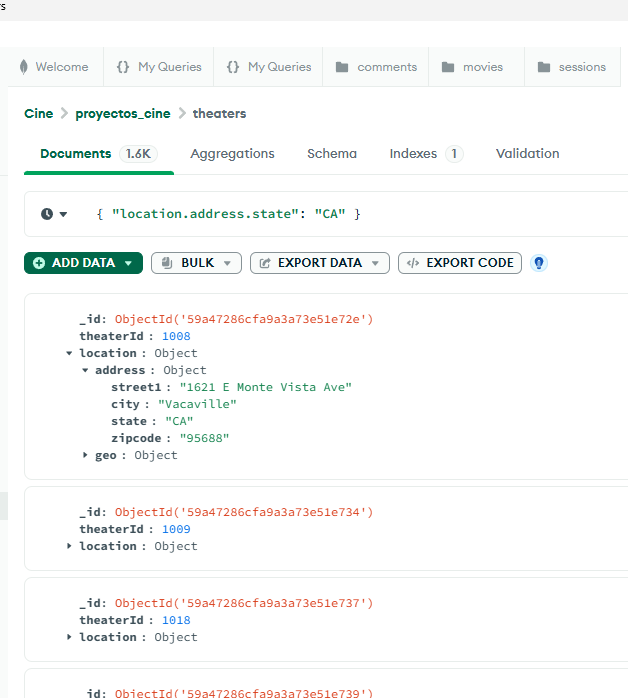 rs
Welcome {} My Queries {} My Queries comments movies sessions
Cine > proyectos_cine > theaters
Documents 1.6K Aggregations Schema Indexes 1 Validation
{ "location.address.state": "CA" }
ADD DATA BULK EXPORT DATA </> EXPORT CODE
_id: ObjectId('59a47286cfa9a3a73e51e72e')
theaterId : 1008
location : Object
address : Object
street1 : "1621 E Monte Vista Ave"
city : "Vacaville"
state : "CA"
zipcode : "95688"
geo : Object
_id: ObjectId('59a47286cfa9a3a73e51e734')
theaterId : 1009
location : Object
_id: ObjectId('59a47286cfa9a3a73e51e737')
theaterId : 1018
location : Object
_id: ObjectId('59a47286cfa9a3a73e51e739')